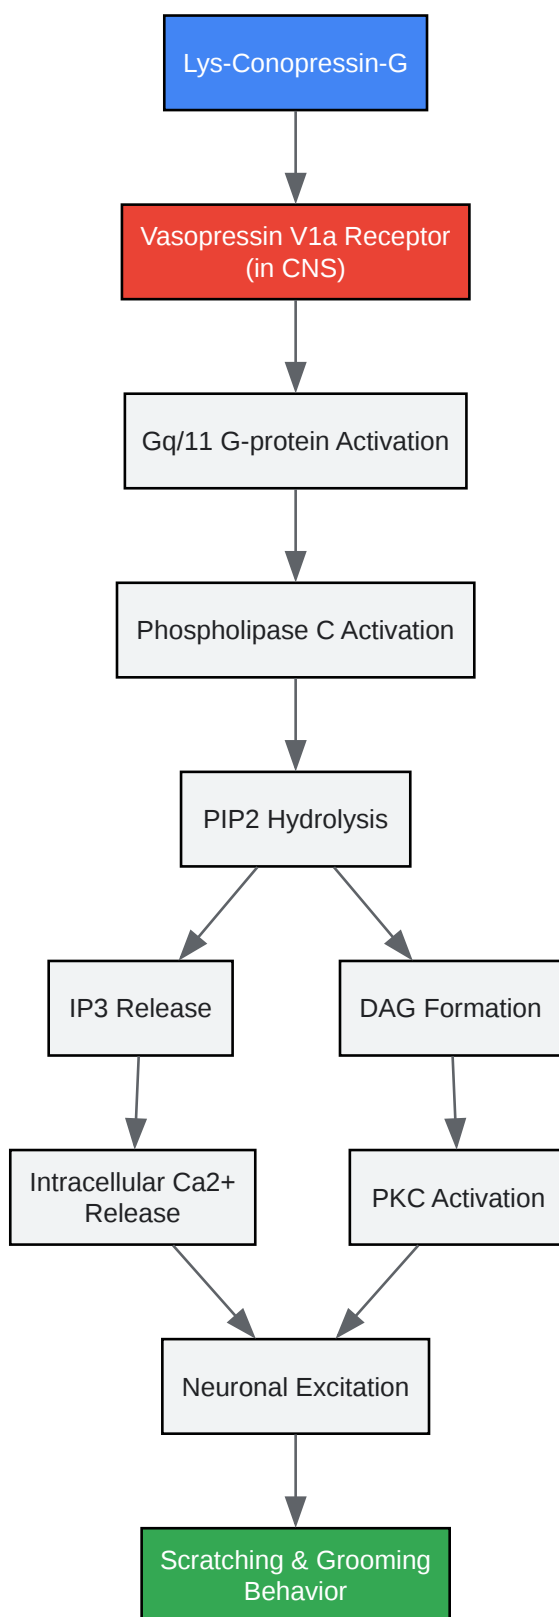 Lys-Conopressin-G
Vasopressin V1a Receptor
(in CNS)
Gq/11 G-protein Activation
Phospholipase C Activation
PIP2 Hydrolysis
IP3 Release
DAG Formation
Intracellular Ca2+
Release
PKC Activation
Neuronal Excitation
Scratching & Grooming
Behavior